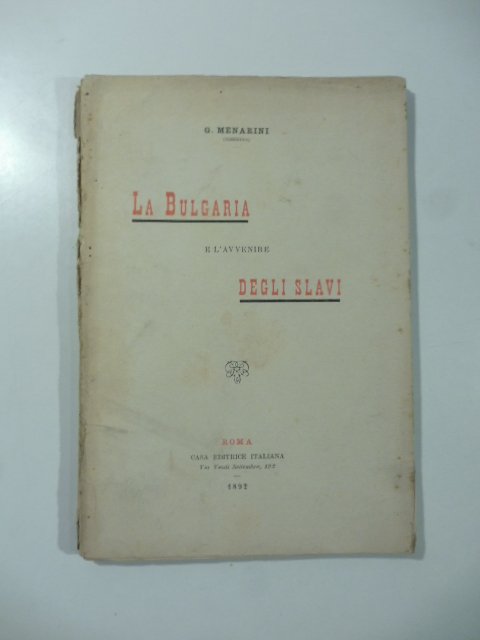 G. MENARINI
LA BULGARIA
E L'AVVENIRE
DEGLI SLAVI
ROMA
CASA EDITRICE ITALIANA
Via Venti Settembre, 122
1892